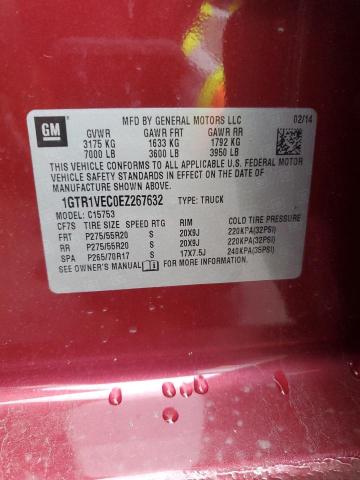 GM
MFD BY GENERAL MOTORS LLC 02/14
GVWR GAWR FRT GAWR RR
3175 KG 1633 KG 1792 KG
7000 LB 3600 LB 3950 LB
THIS VEHICLE CONFORMS TO ALL APPLICABLE U.S. FEDERAL MOTOR
VEHICLE SAFETY STANDARDS IN EFFECT ON THE DATE OF
MANUFACTURE SHOWN ABOVE.
1GTR1VEC0EZ267632 TYPE: TRUCK
MODEL: C15753
CF7S TIRE SIZE SPEED RTG RIM COLD TIRE PRESSURE
FRT P275/55R20 S 20X9J 220KPA(32PSI)
RR P275/55R20 S 20X9J 220KPA(32PSI)
SPA P265/70R17 S 17X7.5J 240KPA(35PSI)
SEE OWNER'S MANUAL FOR MORE INFORMATION.